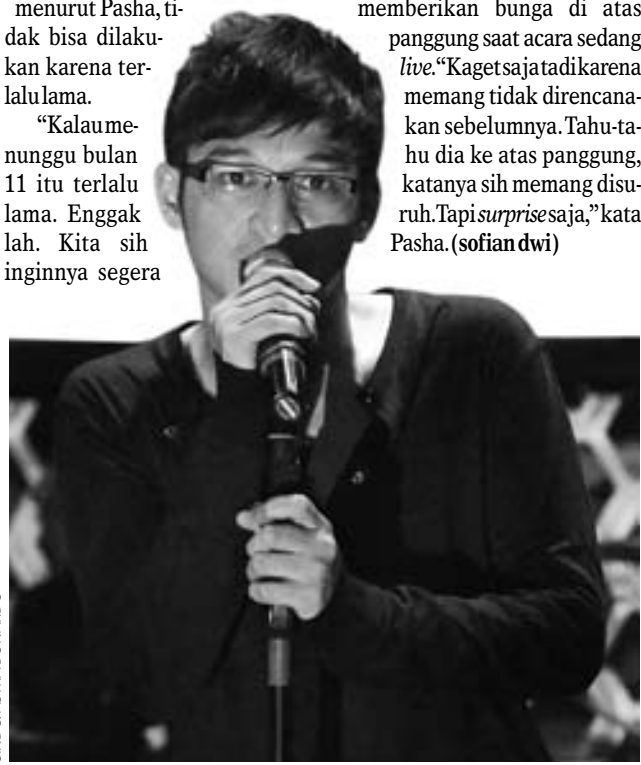 menurut Pasha, ti-
dak bisa dilaku-
kan karena ter-
lalu lama.
“Kalau me-
nunggu bulan
11 itu terlalu
lama. Enggak
lah. Kita sih
inginnya segera
memberikan bunga di atas
panggung saat acara sedang
live. “Kaget saja tadi karena
memang tidak direncana-
kan sebelumnya. Tahu-ta-
hu dia ke atas panggung,
katanya sih memang disu-
ruh. Tapi surprise saja,” kata
Pasha. (sofian dwi)